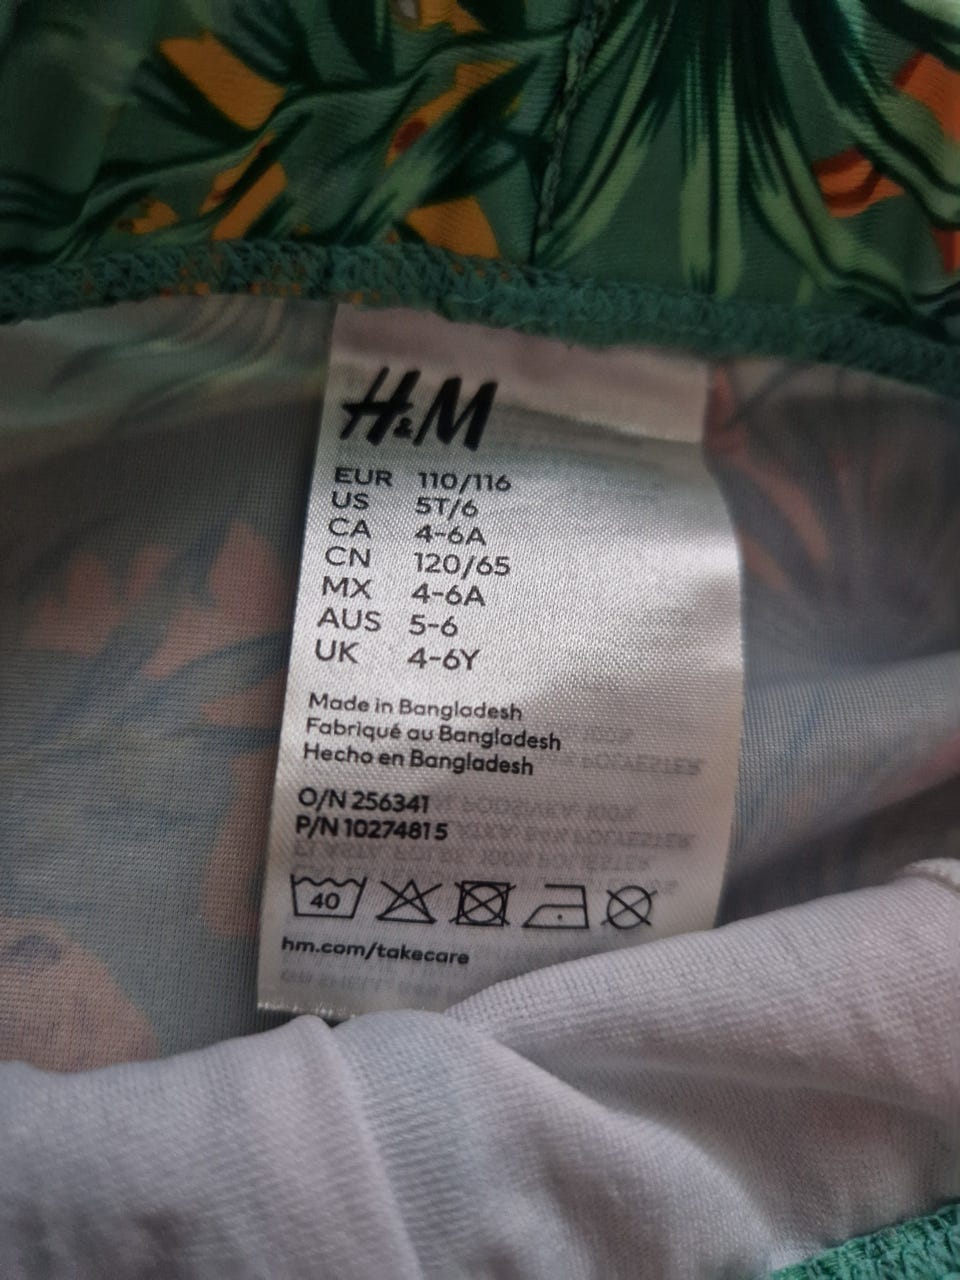 H&M
EUR 110/116
US 5T/6
CA 4-6A
CN 120/65
MX 4-6A
AUS 5-6
UK 4-6Y
Made in Bangladesh
Fabriqué au Bangladesh
Hecho en Bangladesh
O/N 256341
P/N 10274815
40
hm.com/takecare